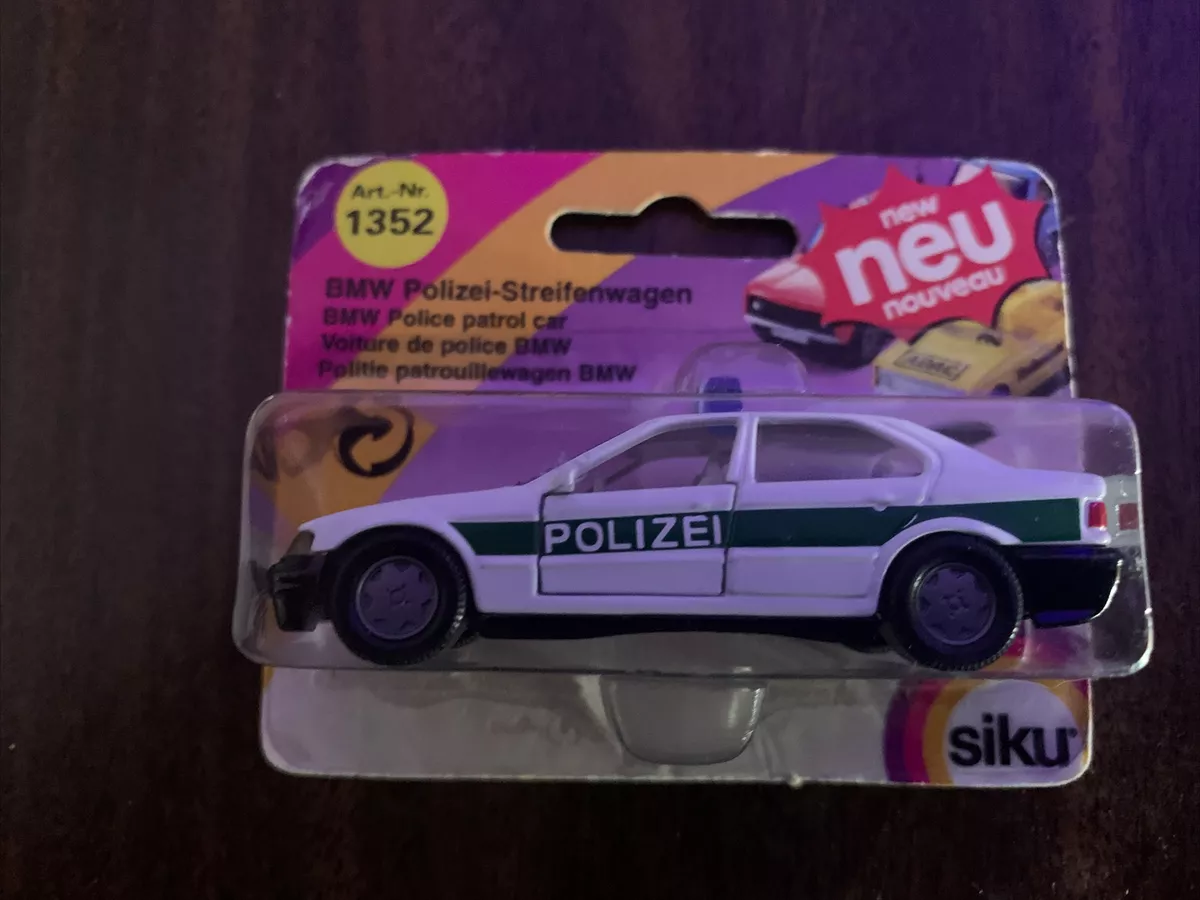 Art.-Nr.
1352
new
neu
nouveau
BMW Polizei-Streifenwagen
BMW Police patrol car
Voiture de police BMW
Politie patrouillewagen BMW
ADAC
POLIZEI
siku